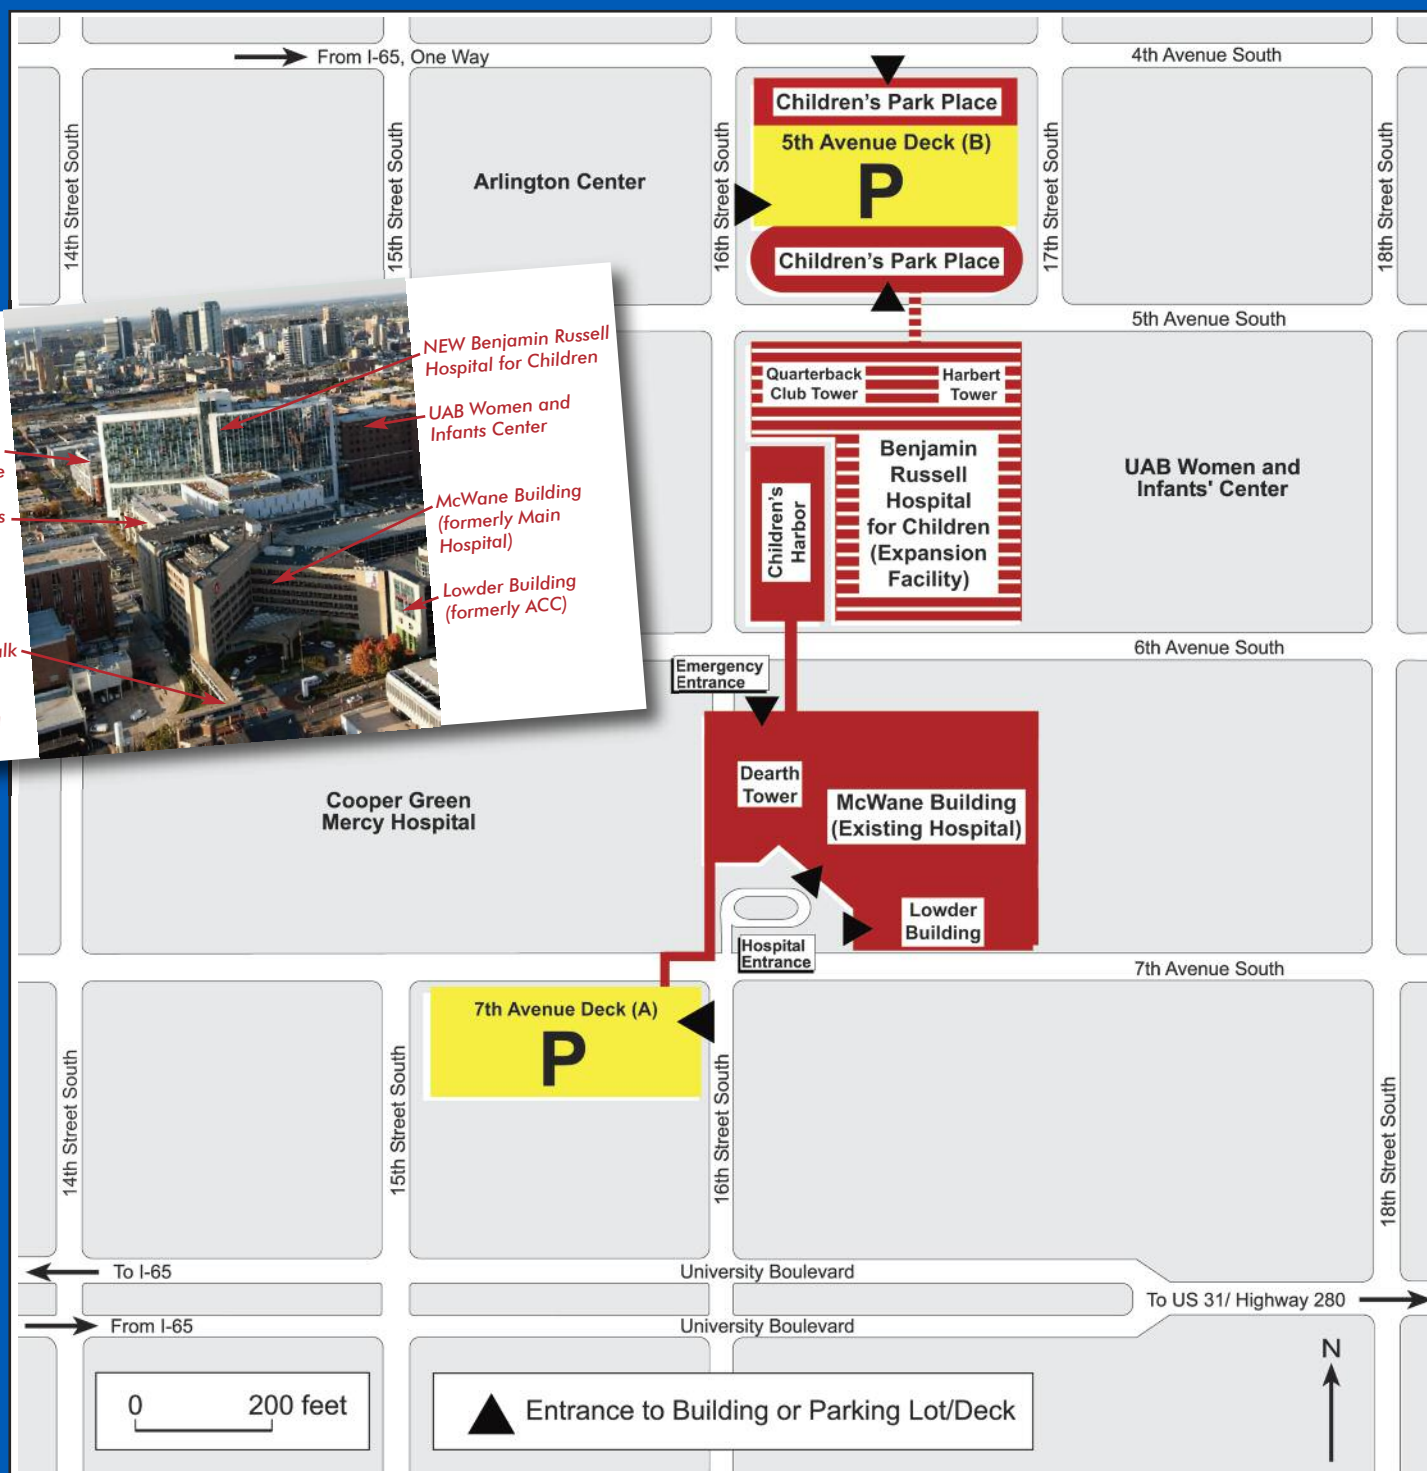 From I-65, One Way
4th Avenue South
Children's Park Place
5th Avenue Deck (B)
P
Children's Park Place
Arlington Center
14th Street South
15th Street South
16th Street South
17th Street South
18th Street South
5th Avenue South
NEW Benjamin Russell
Hospital for Children
UAB Women and
Infants Center
McWane Building
(formerly Main
Hospital)
Lowder Building
(formerly ACC)
Quarterback
Club Tower
Harbert
Tower
Benjamin
Russell
Hospital
for Children
(Expansion
Facility)
Children's
Harbor
UAB Women and
Infants' Center
6th Avenue South
Emergency
Entrance
Dearth
Tower
McWane Building
(Existing Hospital)
Cooper Green
Mercy Hospital
Lowder
Building
Hospital
Entrance
7th Avenue South
7th Avenue Deck (A)
P
14th Street South
15th Street South
16th Street South
18th Street South
To I-65
University Boulevard
To US 31/ Highway 280
From I-65
University Boulevard
N
0 200 feet
Entrance to Building or Parking Lot/Deck